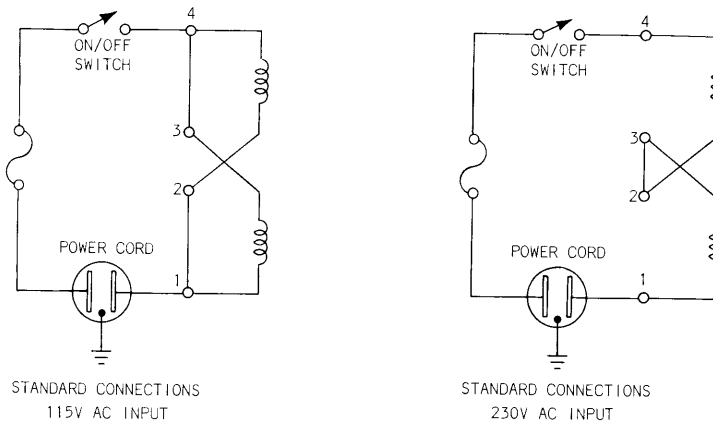 4
ON/OFF
SWITCH
3
2
POWER CORD
1
STANDARD CONNECTIONS
115V AC INPUT
4
ON/OFF
SWITCH
3
2
POWER CORD
1
STANDARD CONNECTIONS
230V AC INPUT